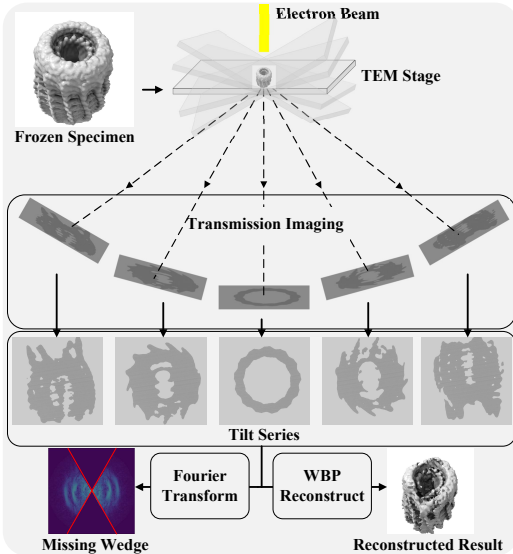 Electron Beam
TEM Stage
Frozen Specimen
Transmission Imaging
Tilt Series
Fourier
Transform
WBP
Reconstruct
Missing Wedge
Reconstructed Result